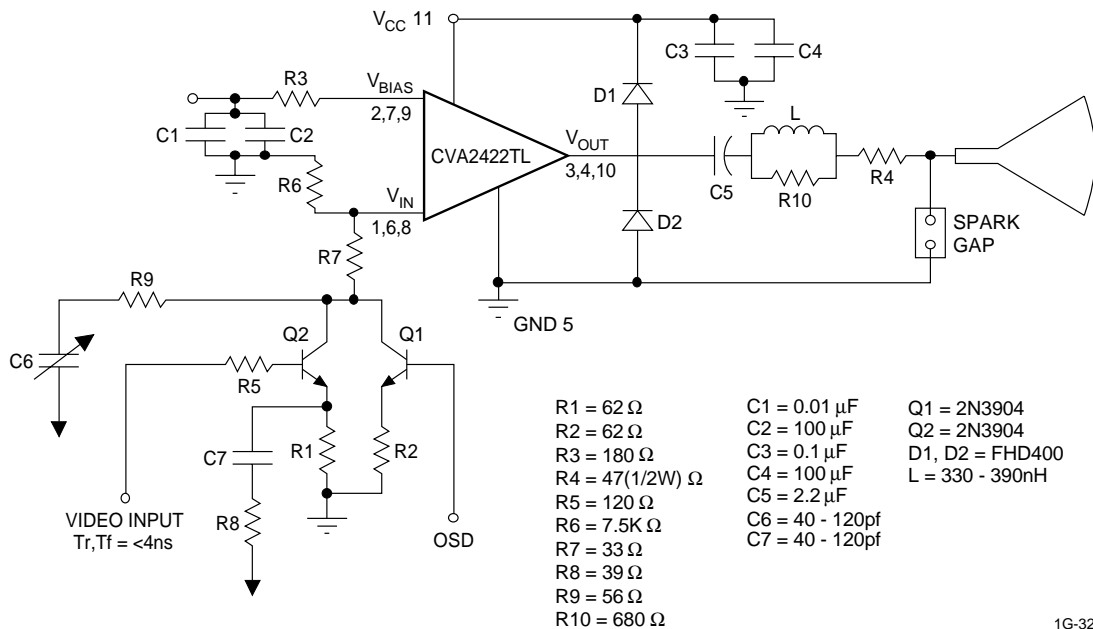 V_CC 11
C3
C4
R3
V_BIAS
2,7,9
D1
L
C1
C2
CVA2422TL
V_OUT
3,4,10
R6
C5
R10
R4
V_IN
1,6,8
D2
SPARK
GAP
R7
R9
GND 5
Q2
Q1
C6
R5
R1
R2
C7
R8
VIDEO INPUT
Tr,Tf = <4ns
OSD
R1 = 62 Ω
R2 = 62 Ω
R3 = 180 Ω
R4 = 47(1/2W) Ω
R5 = 120 Ω
R6 = 7.5K Ω
R7 = 33 Ω
R8 = 39 Ω
R9 = 56 Ω
R10 = 680 Ω
C1 = 0.01 µF
C2 = 100 µF
C3 = 0.1 µF
C4 = 100 µF
C5 = 2.2 µF
C6 = 40 - 120pf
C7 = 40 - 120pf
Q1 = 2N3904
Q2 = 2N3904
D1, D2 = FHD400
L = 330 - 390nH
1G-32